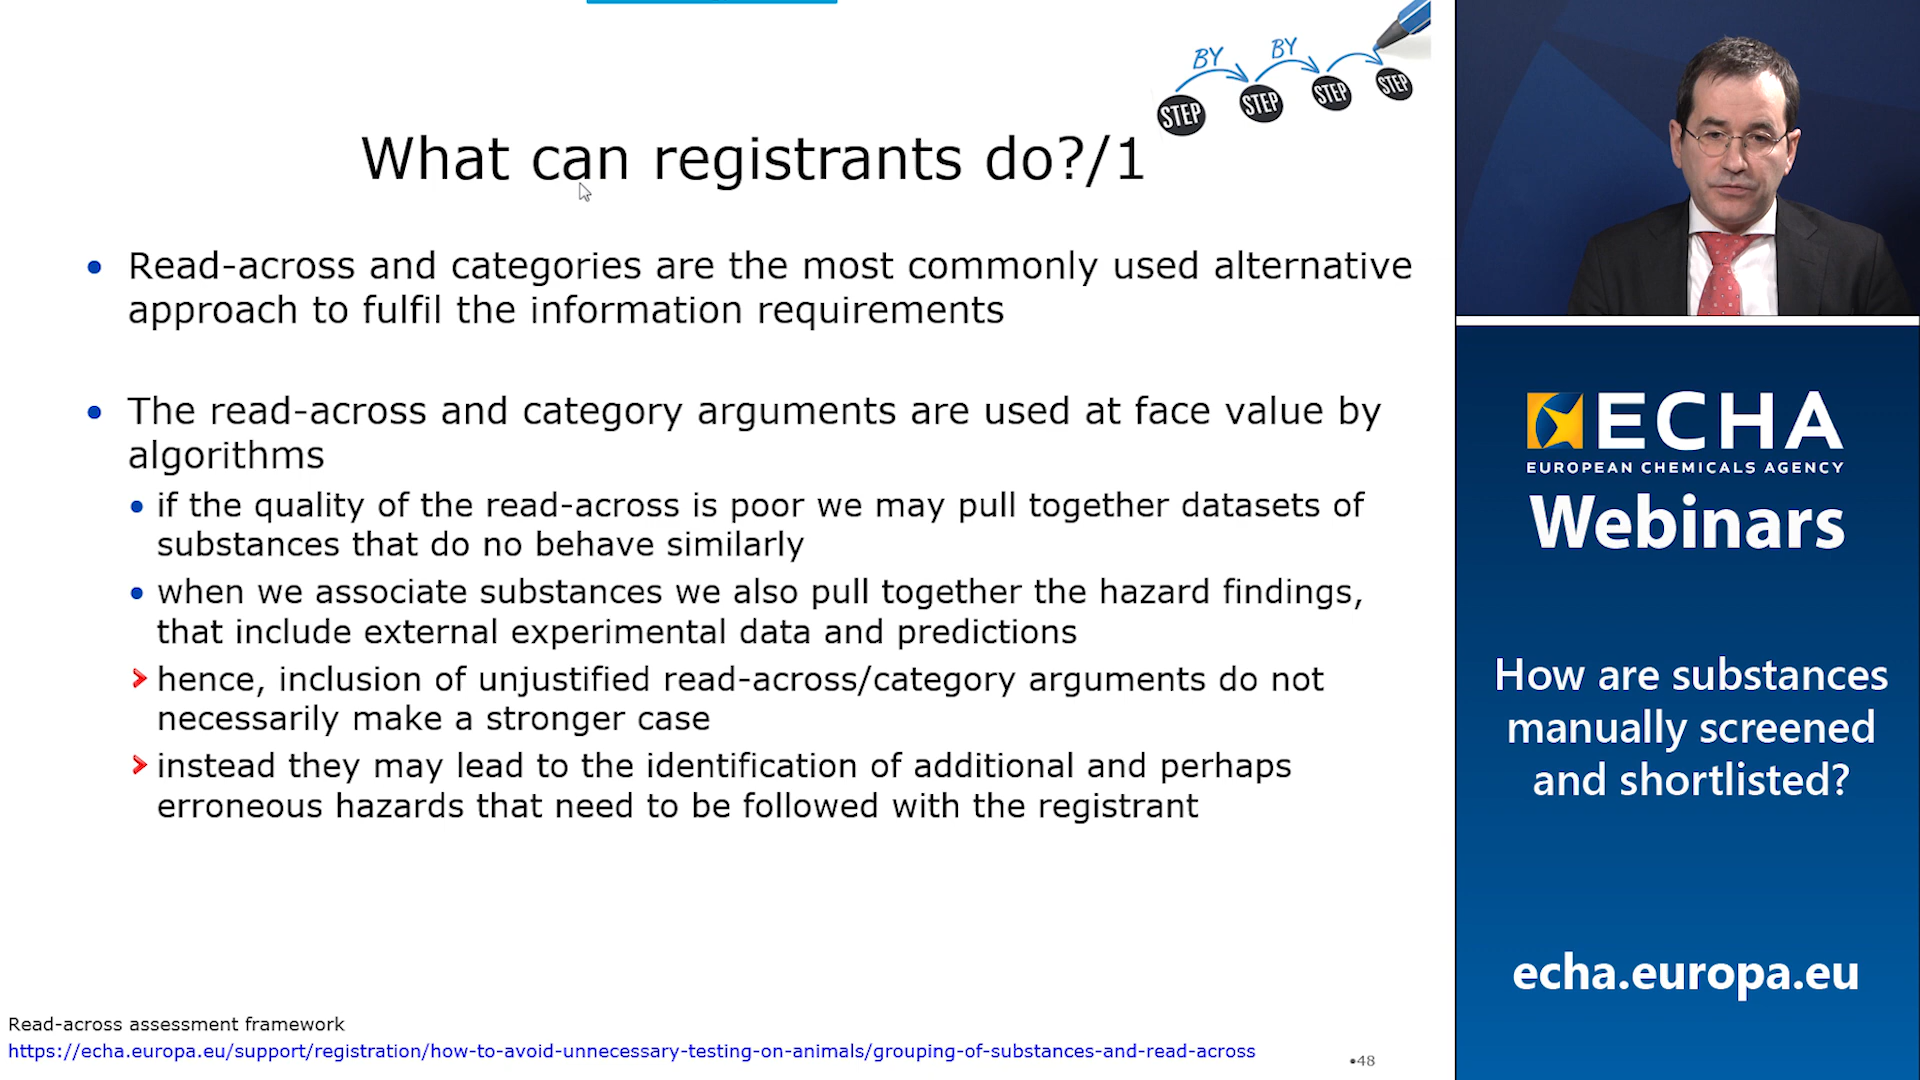 BY BY
STEP STEP STEP STEP
What can registrants do?/1
• Read-across and categories are the most commonly used alternative
approach to fulfil the information requirements
• The read-across and category arguments are used at face value by
algorithms
• if the quality of the read-across is poor we may pull together datasets of
substances that do no behave similarly
• when we associate substances we also pull together the hazard findings,
that include external experimental data and predictions
hence, inclusion of unjustified read-across/category arguments do not
necessarily make a stronger case
instead they may lead to the identification of additional and perhaps
erroneous hazards that need to be followed with the registrant
Read-across assessment framework
https://echa.europa.eu/support/registration/how-to-avoid-unnecessary-testing-on-animals/grouping-of-substances-and-read-across
•48
ECHA
EUROPEAN CHEMICALS AGENCY
Webinars
How are substances
manually screened
and shortlisted?
echa.europa.eu